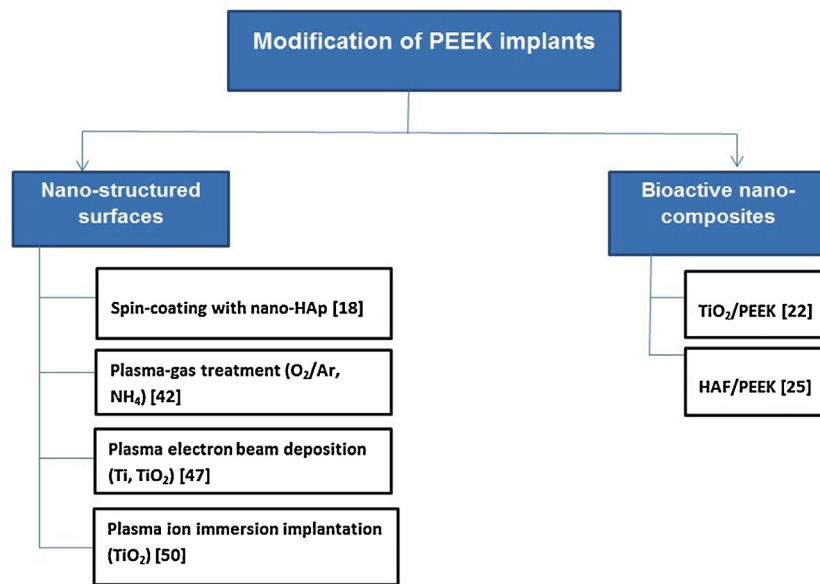 Modification of PEEK implants
Nano-structured
surfaces
Spin-coating with nano-HAp [18]
Plasma-gas treatment (O₂/Ar,
NH₄) [42]
Plasma electron beam deposition
(Ti, TiO₂) [47]
Plasma ion immersion implantation
(TiO₂) [50]
Bioactive nano-
composites
TiO₂/PEEK [22]
HAF/PEEK [25]